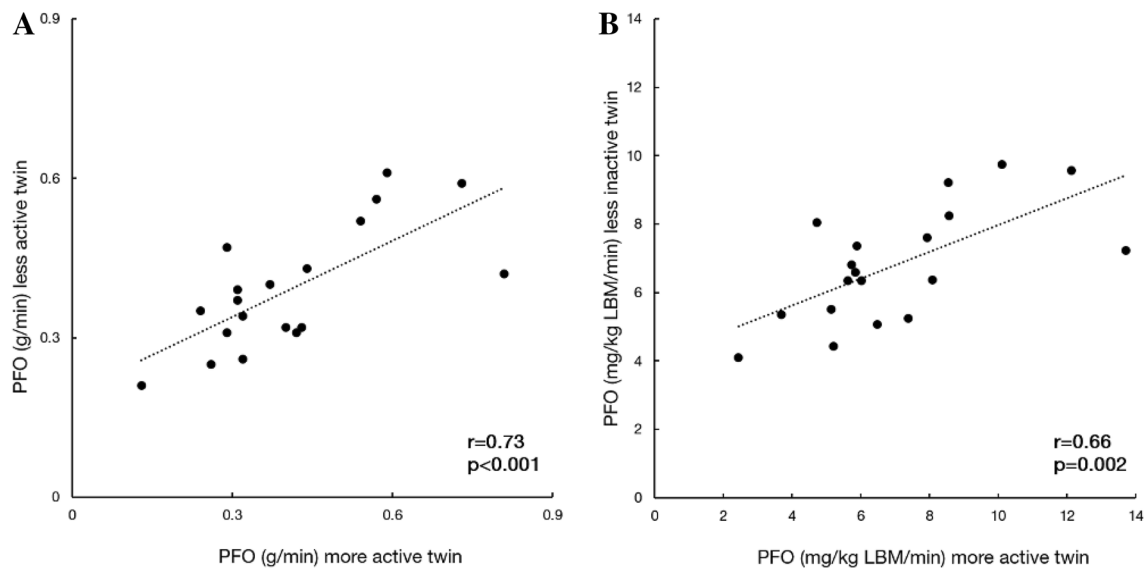 A
0.9
0.6
0.3
0
0
0.3
0.6
0.9
PFO (g/min) less active twin
PFO (g/min) more active twin
r=0.73
p<0.001
B
14
12
10
8
6
4
2
0
0
2
4
6
8
10
12
14
PFO (mg/kg LBM/min) less inactive twin
PFO (mg/kg LBM/min) more active twin
r=0.66
p=0.002